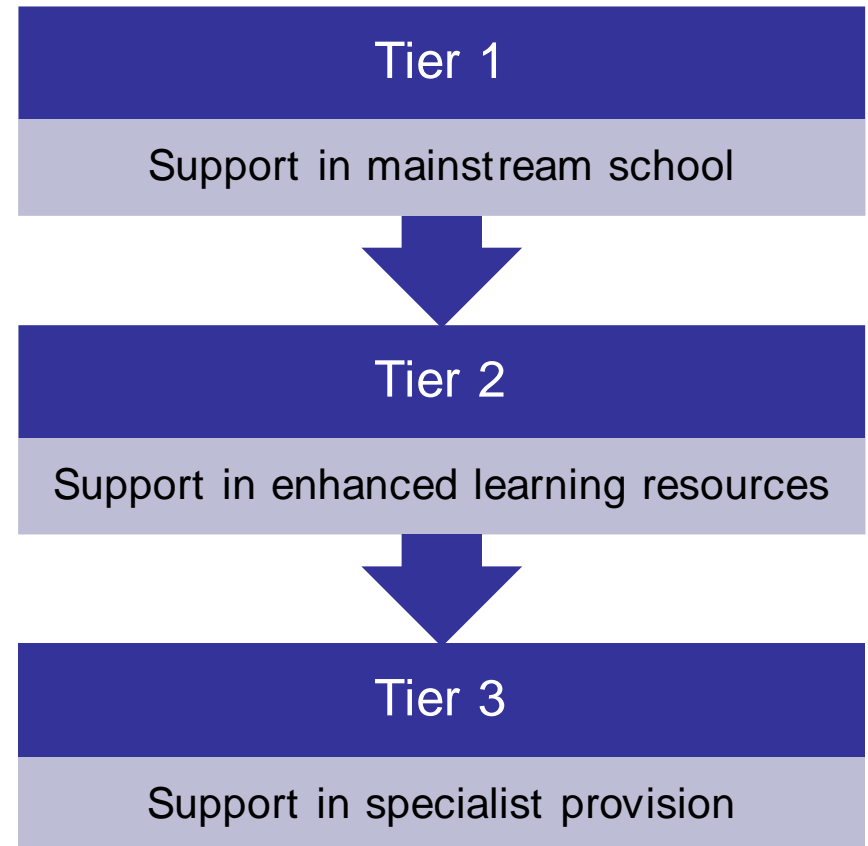 Tier 1
Support in mainstream school
Tier 2
Support in enhanced learning resources
Tier 3
Support in specialist provision